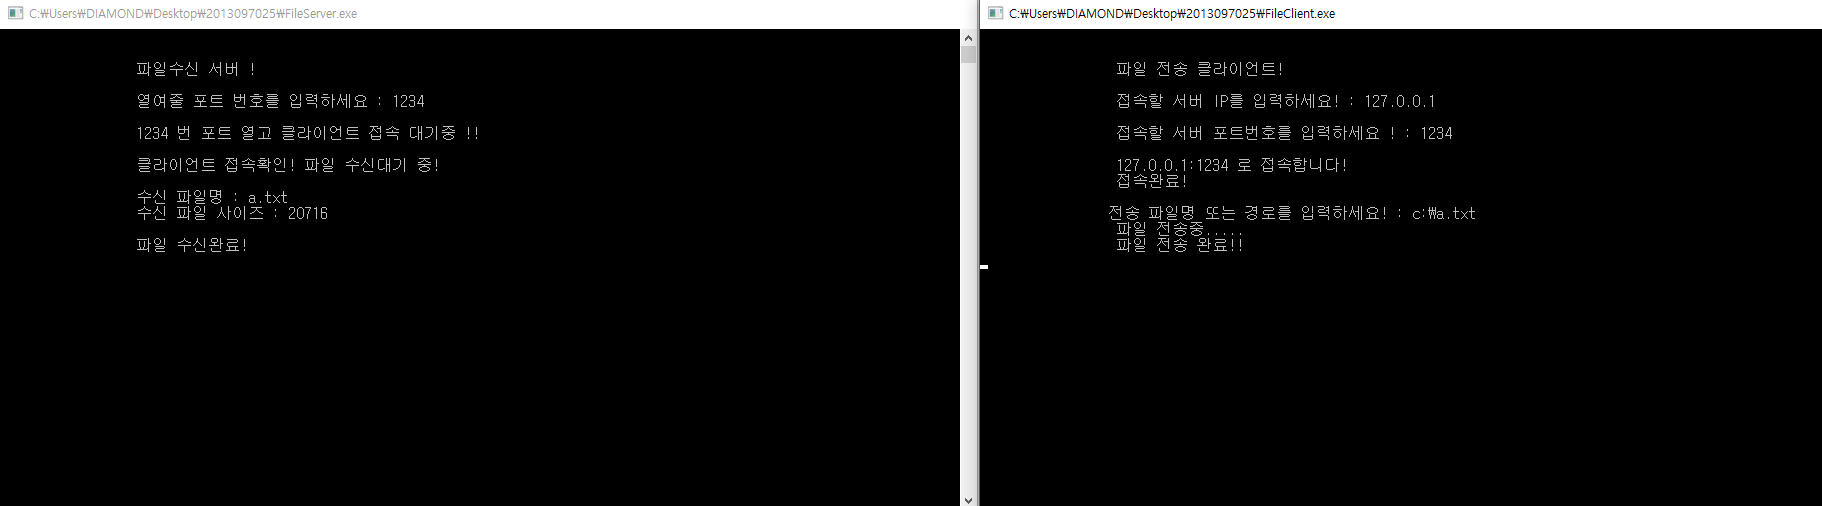 C:₩Users₩DIAMOND₩Desktop₩2013097025₩FileServer.exe
파일수신 서버 !
열여줄 포트 번호를 입력하세요 : 1234
1234 번 포트 열고 클라이언트 접속 대기중 !!
클라이언트 접속확인! 파일 수신대기 중!
수신 파일명 : a.txt
수신 파일 사이즈 : 20716
파일 수신완료!
C:₩Users₩DIAMOND₩Desktop₩2013097025₩FileClient.exe
파일 전송 클라이언트!
접속할 서버 IP를 입력하세요! : 127.0.0.1
접속할 서버 포트번호를 입력하세요 ! : 1234
127.0.0.1:1234 로 접속합니다!
접속완료!
전송 파일명 또는 경로를 입력하세요! : c:₩a.txt
파일 전송중.....
파일 전송 완료!!